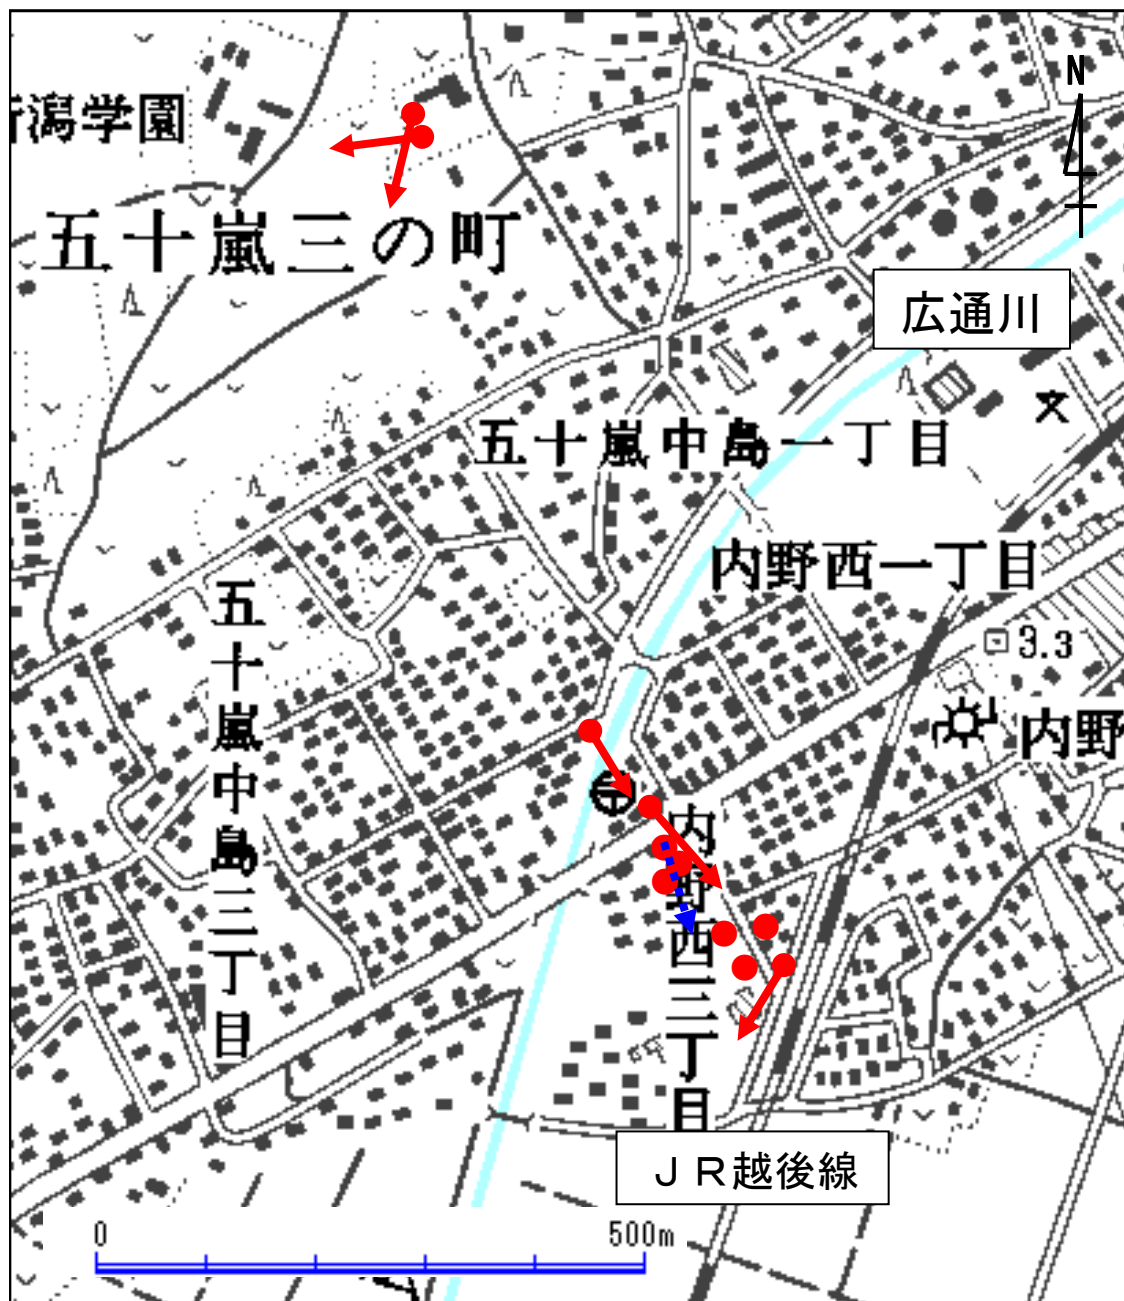 N
潟学園
五十嵐三の町
広通川
五十嵐中島一丁目
内野西一丁目
3.3
五十嵐中島三丁目
内野
内野西三丁目
ＪＲ越後線
0 500m